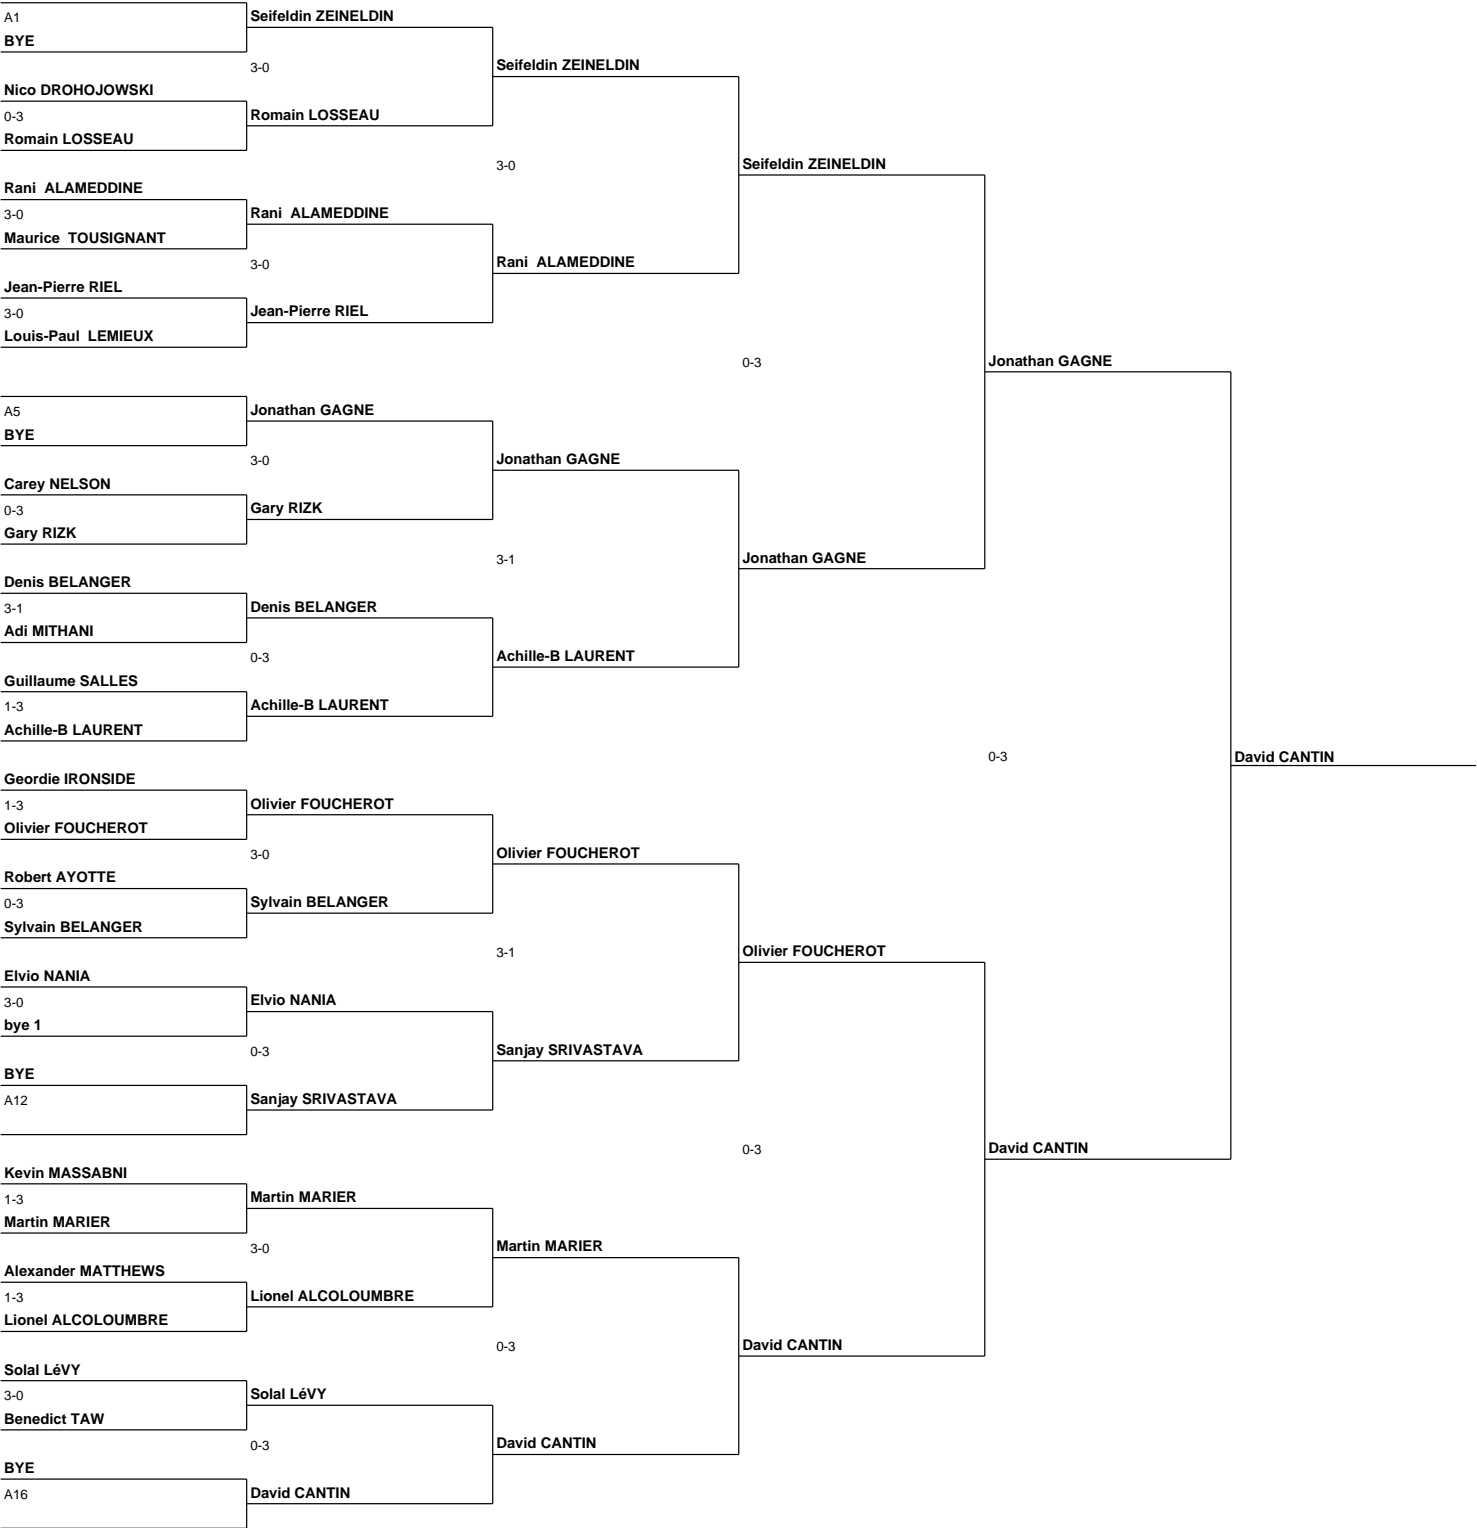 A1
BYE
Nico DROHOJOWSKI
0-3
Romain LOSSEAU
Rani ALAMEDDINE
3-0
Maurice TOUSIGNANT
Jean-Pierre RIEL
3-0
Louis-Paul LEMIEUX
A5
BYE
Carey NELSON
0-3
Gary RIZK
Denis BELANGER
3-1
Adi MITHANI
Guillaume SALLES
1-3
Achille-B LAURENT
Geordie IRONSIDE
1-3
Olivier FOUCHEROT
Robert AYOTTE
0-3
Sylvain BELANGER
Elvio NANIA
3-0
bye 1
BYE
A12
Kevin MASSABNI
1-3
Martin MARIER
Alexander MATTHEWS
1-3
Lionel ALCOLOUMBRE
Solal LéVY
3-0
Benedict TAW
BYE
A16
Seifeldin ZEINELDIN
3-0
Romain LOSSEAU
Rani ALAMEDDINE
3-0
Jean-Pierre RIEL
Jonathan GAGNE
3-0
Gary RIZK
Denis BELANGER
0-3
Achille-B LAURENT
Olivier FOUCHEROT
3-0
Sylvain BELANGER
Elvio NANIA
0-3
Sanjay SRIVASTAVA
Martin MARIER
3-0
Lionel ALCOLOUMBRE
Solal LéVY
0-3
David CANTIN
Seifeldin ZEINELDIN
3-0
Rani ALAMEDDINE
Jonathan GAGNE
3-1
Achille-B LAURENT
Olivier FOUCHEROT
3-1
Sanjay SRIVASTAVA
Martin MARIER
0-3
David CANTIN
Seifeldin ZEINELDIN
0-3
Jonathan GAGNE
Olivier FOUCHEROT
0-3
David CANTIN
Jonathan GAGNE
0-3
David CANTIN
David CANTIN